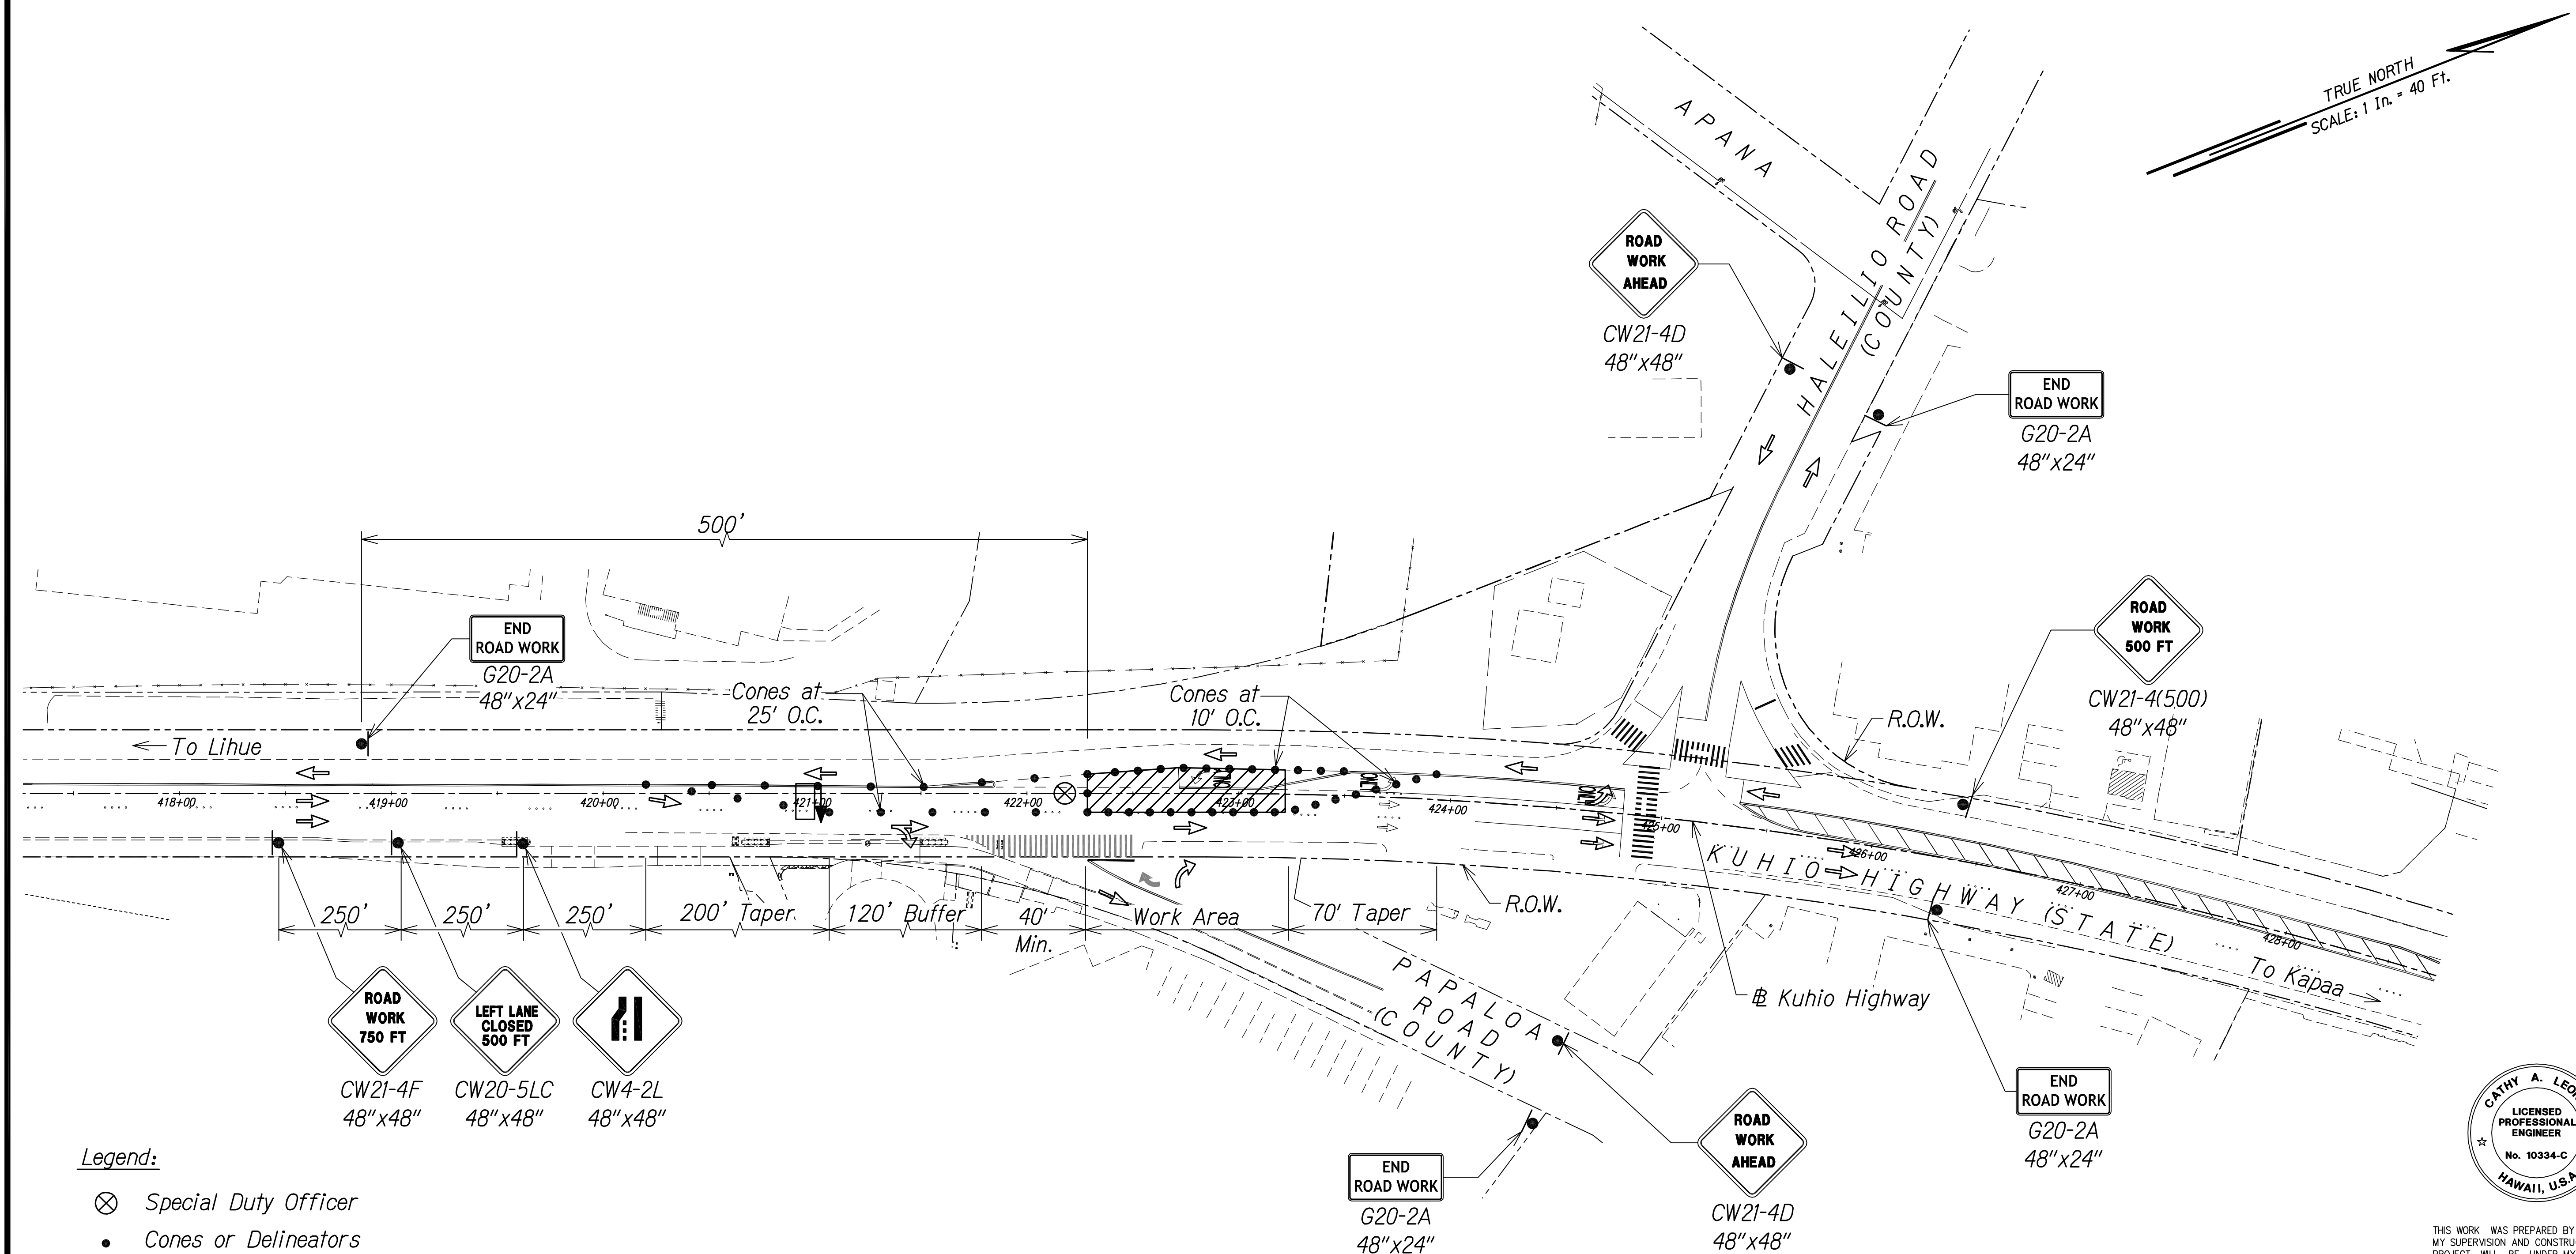 TRUE NORTH
SCALE: 1 In. = 40 Ft.
APANA
HALEILIO ROAD
(COUNTY)
ROAD
WORK
AHEAD
CW21-4D
48"x48"
END
ROAD WORK
G20-2A
48"x24"
500'
END
ROAD WORK
G20-2A
48"x24"
Cones at
25' O.C.
Cones at
10' O.C.
ROAD
WORK
500 FT
CW21-4(500)
48"x48"
R.O.W.
To Lihue
418+00
419+00
420+00
421+00
422+00
423+00
424+00
425+00
426+00
427+00
428+00
KUHIO HIGHWAY (STATE)
To Kapaa
250'
250'
250'
200' Taper
120' Buffer
40'
Min.
Work Area
70' Taper
R.O.W.
PAPALOA
ROAD
(COUNTY)
Kuhio Highway
ROAD
WORK
750 FT
CW21-4F
48"x48"
LEFT LANE
CLOSED
500 FT
CW20-5LC
48"x48"
CW4-2L
48"x48"
END
ROAD WORK
G20-2A
48"x24"
ROAD
WORK
AHEAD
CW21-4D
48"x48"
END
ROAD WORK
G20-2A
48"x24"
Legend:
Special Duty Officer
Cones or Delineators
CATHY A. LEO
LICENSED
PROFESSIONAL
ENGINEER
No. 10334-C
HAWAII, U.S.A.
THIS WORK WAS PREPARED BY
MY SUPERVISION AND CONSTRU
PROJECT WILL BE UNDER MY